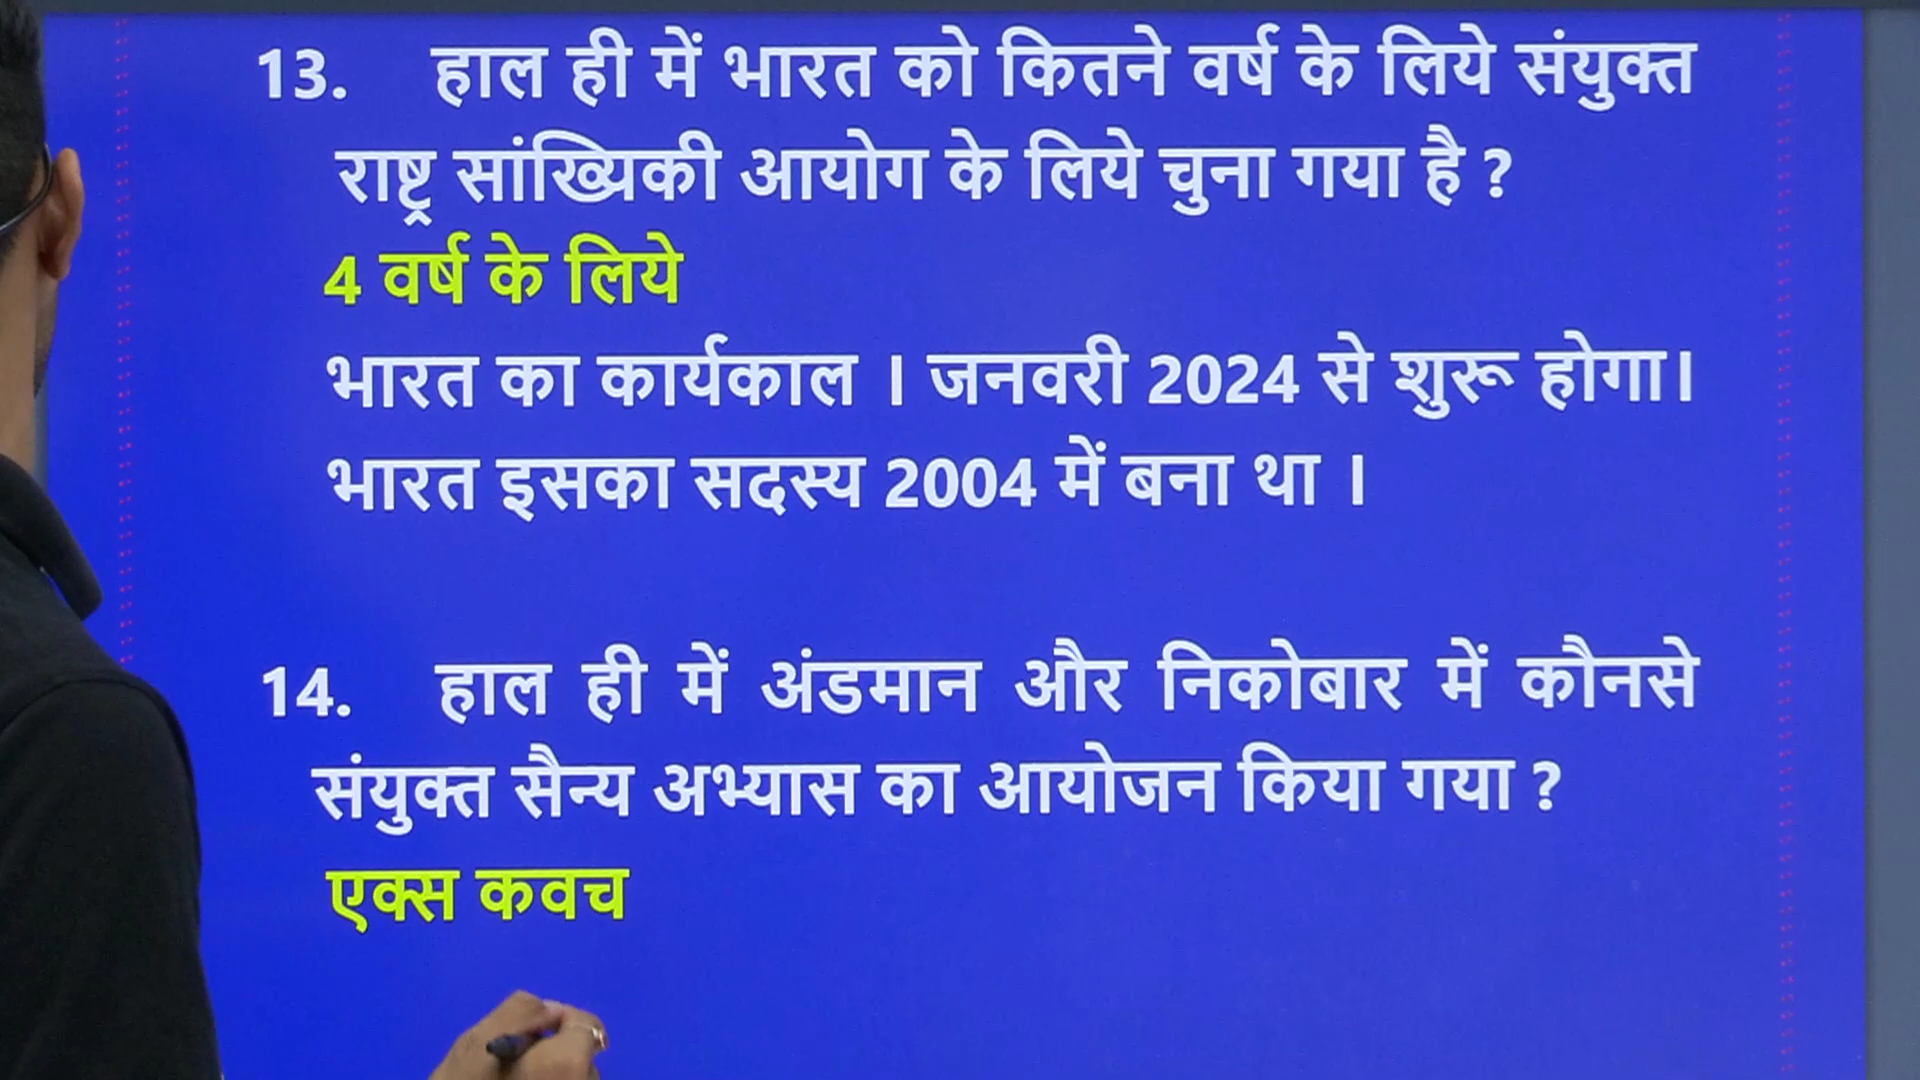 13. हाल ही में भारत को कितने वर्ष के लिये संयुक्त
राष्ट्र सांख्यिकी आयोग के लिये चुना गया है ?
4 वर्ष के लिये
भारत का कार्यकाल । जनवरी 2024 से शुरू होगा।
भारत इसका सदस्य 2004 में बना था ।
14. हाल ही में अंडमान और निकोबार में कौनसे
संयुक्त सैन्य अभ्यास का आयोजन किया गया ?
एक्स कवच